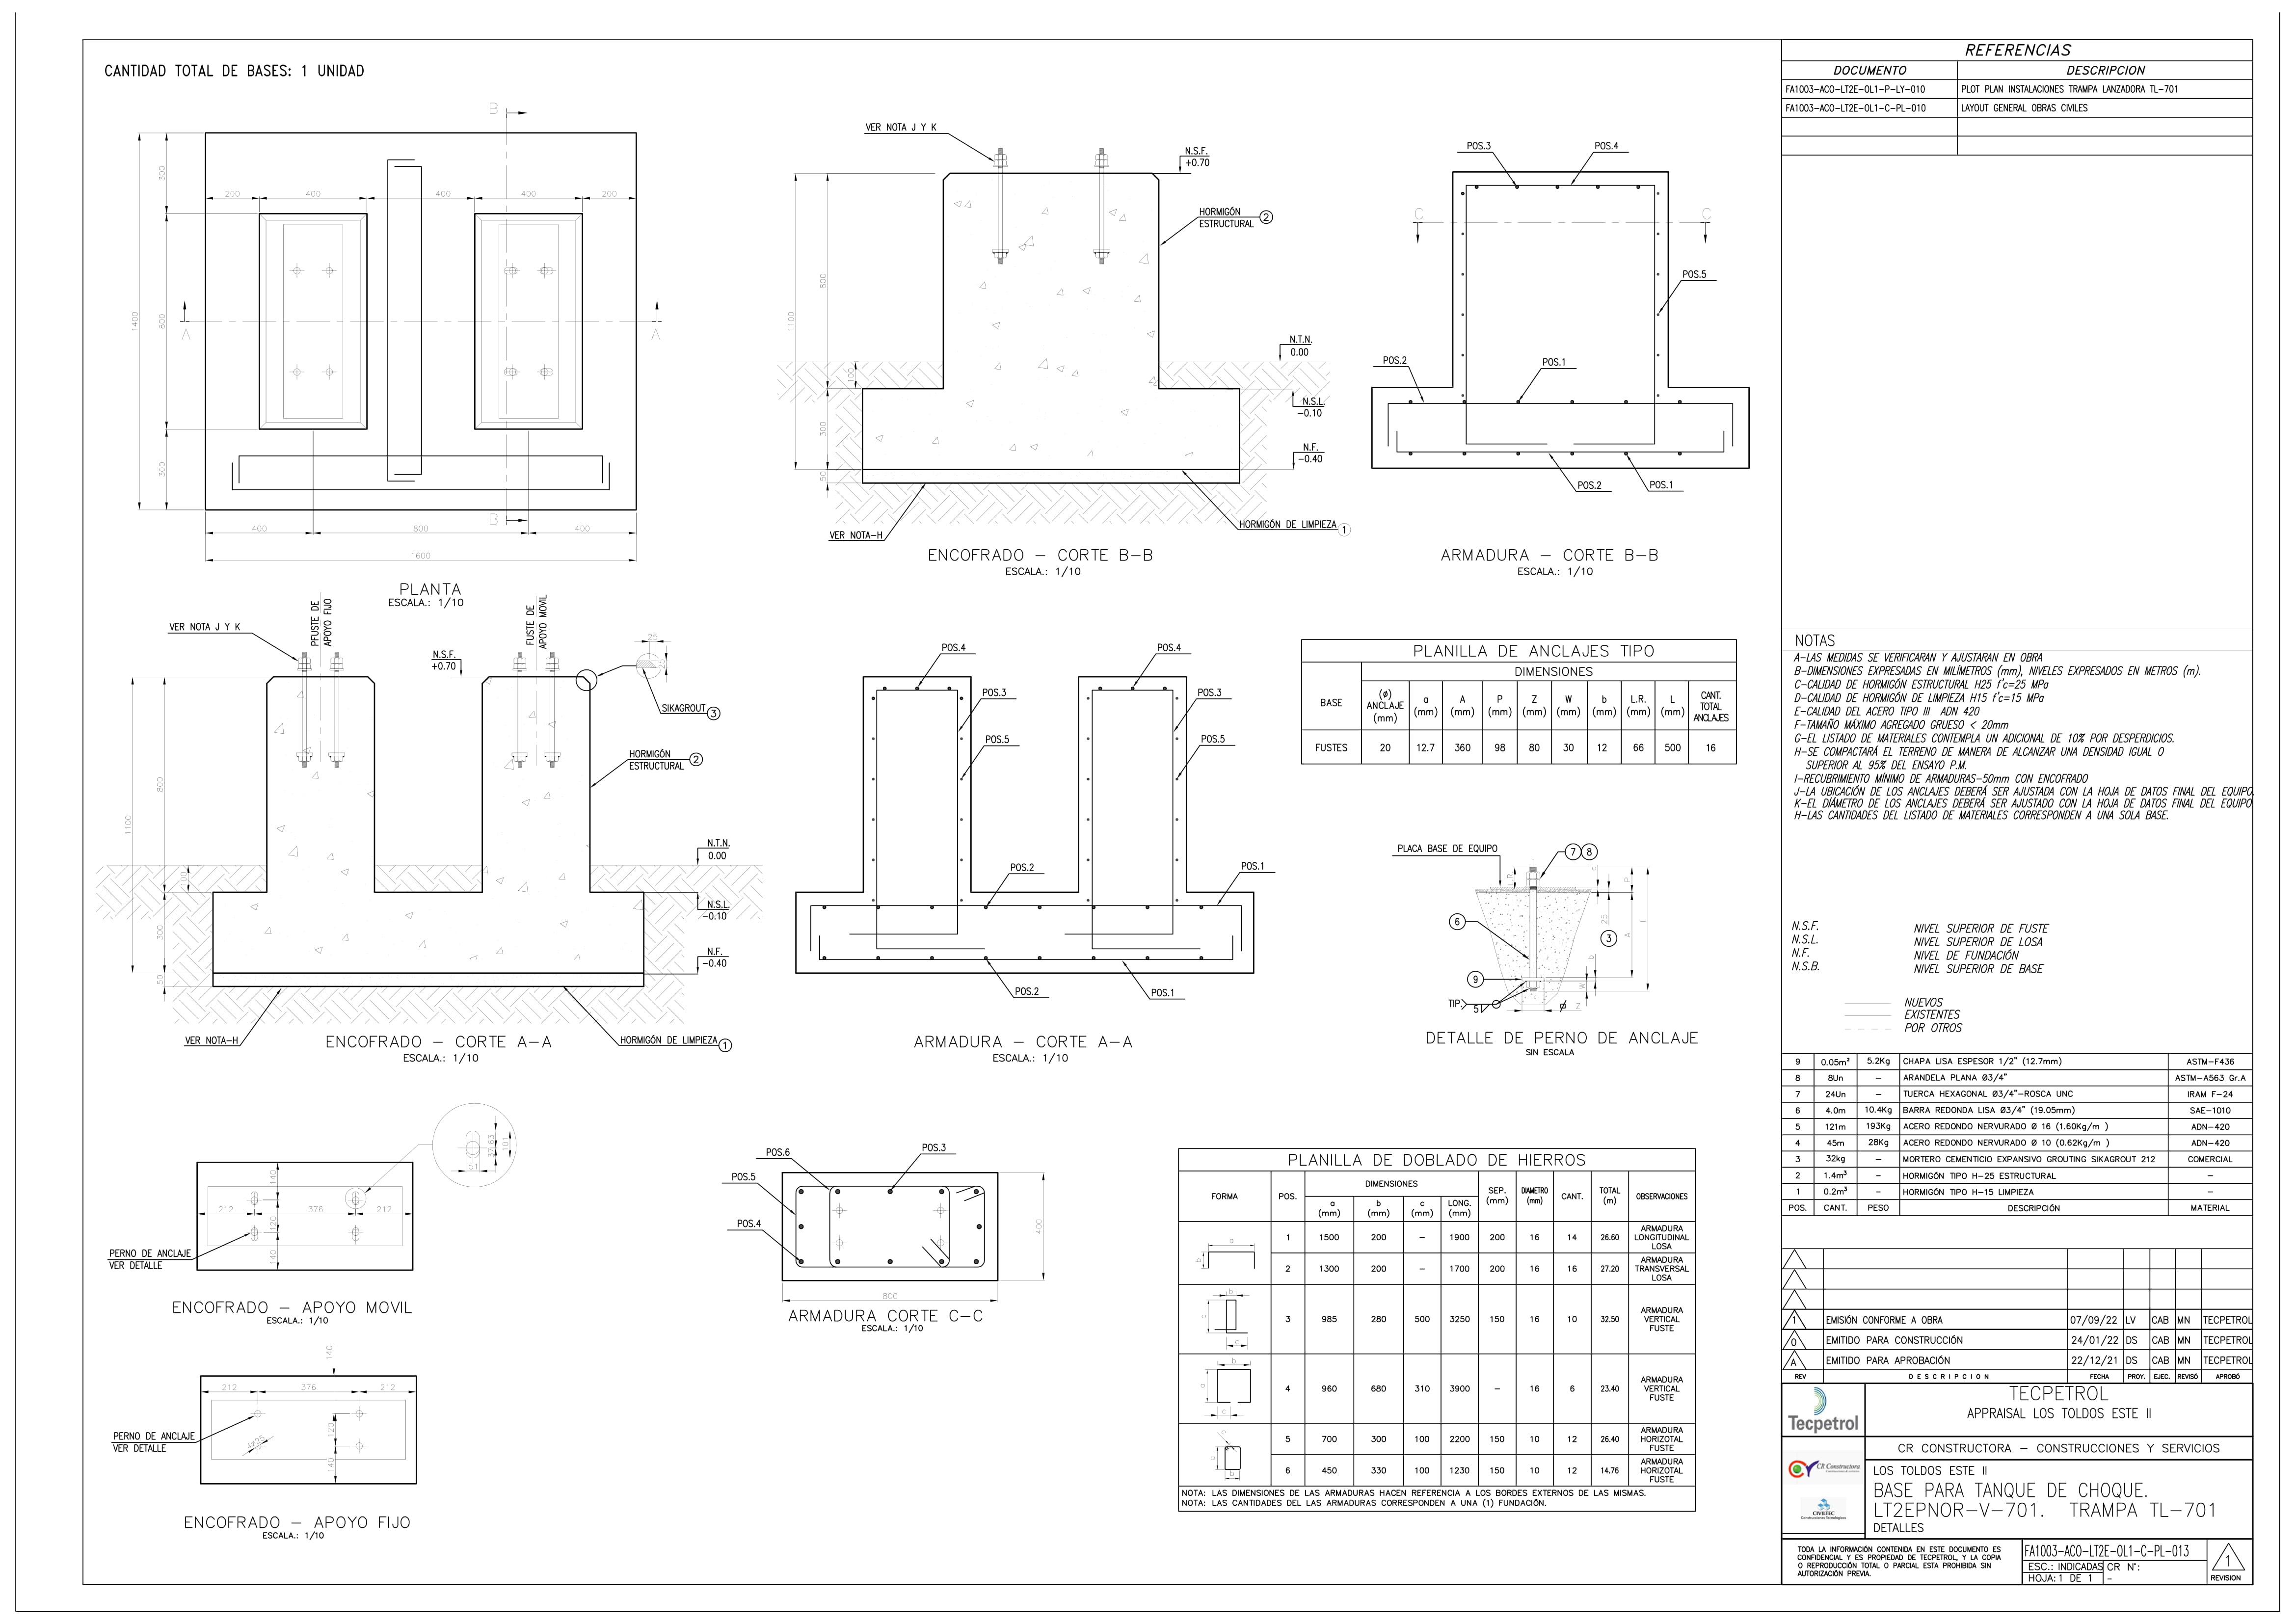 CANTIDAD TOTAL DE BASES: 1 UNIDAD
B
300
200 400 400 400 200
1400
800
A A
300
B
400 800 400
1600
PLANTA
ESCALA.: 1/10
VER NOTA J Y K
N.S.F.
+0.70
HORMIGÓN
ESTRUCTURAL 2
800
1100
N.T.N.
0.00
100
N.S.L.
-0.10
300
N.F.
-0.40
50
HORMIGÓN DE LIMPIEZA 1
VER NOTA-H
ENCOFRADO - CORTE B-B
ESCALA.: 1/10
POS.3 POS.4
C C
POS.5
POS.2 POS.1
POS.2 POS.1
ARMADURA - CORTE B-B
ESCALA.: 1/10
VER NOTA J Y K
PFUSTE DE
APOYO FIJO
FUSTE DE
APOYO MOVIL
N.S.F.
+0.70
25
25
SIKAGROUT 3
HORMIGÓN
ESTRUCTURAL 2
800
1100
N.T.N.
0.00
100
N.S.L.
-0.10
300
N.F.
-0.40
50
VER NOTA-H
HORMIGÓN DE LIMPIEZA 1
ENCOFRADO - CORTE A-A
ESCALA.: 1/10
POS.4 POS.4
POS.3 POS.3
POS.5 POS.5
POS.2 POS.1
POS.2 POS.1
ARMADURA - CORTE A-A
ESCALA.: 1/10
PLANILLA DE ANCLAJES TIPO
BASE DIMENSIONES
(ø) ANCLAJE (mm) a (mm) A (mm) P (mm) Z (mm) W (mm) b (mm) L.R. (mm) L (mm) CANT. TOTAL ANCLAJES
FUSTES 20 12.7 360 98 80 30 12 66 500 16
PLACA BASE DE EQUIPO
7 8
6
25
3
A
P
L
9
b
W
TIP. 5
ø Z
DETALLE DE PERNO DE ANCLAJE
SIN ESCALA
63
101
51
140
212 376 212
120
140
PERNO DE ANCLAJE
VER DETALLE
ENCOFRADO - APOYO MOVIL
ESCALA.: 1/10
140
212 376 212
120
140
PERNO DE ANCLAJE
VER DETALLE
ENCOFRADO - APOYO FIJO
ESCALA.: 1/10
POS.6 POS.3
POS.5
POS.4
400
800
ARMADURA CORTE C-C
ESCALA.: 1/10
PLANILLA DE DOBLADO DE HIERROS
FORMA POS. DIMENSIONES SEP. (mm) DIAMETRO (mm) CANT. TOTAL (m) OBSERVACIONES
a (mm) b (mm) c (mm) LONG. (mm)
1 1500 200 - 1900 200 16 14 26.60 ARMADURA LONGITUDINAL LOSA
2 1300 200 - 1700 200 16 16 27.20 ARMADURA TRANSVERSAL LOSA
3 985 280 500 3250 150 16 10 32.50 ARMADURA VERTICAL FUSTE
4 960 680 310 3900 - 16 6 23.40 ARMADURA VERTICAL FUSTE
5 700 300 100 2200 150 10 12 26.40 ARMADURA HORIZOTAL FUSTE
6 450 330 100 1230 150 10 12 14.76 ARMADURA HORIZOTAL FUSTE
NOTA: LAS DIMENSIONES DE LAS ARMADURAS HACEN REFERENCIA A LOS BORDES EXTERNOS DE LAS MISMAS.
NOTA: LAS CANTIDADES DEL LAS ARMADURAS CORRESPONDEN A UNA (1) FUNDACIÓN.
REFERENCIAS
DOCUMENTO DESCRIPCION
FA1003-ACO-LT2E-OL1-P-LY-010 PLOT PLAN INSTALACIONES TRAMPA LANZADORA TL-701
FA1003-ACO-LT2E-OL1-C-PL-010 LAYOUT GENERAL OBRAS CIVILES
NOTAS
A-LAS MEDIDAS SE VERIFICARAN Y AJUSTARAN EN OBRA
B-DIMENSIONES EXPRESADAS EN MILÍMETROS (mm), NIVELES EXPRESADOS EN METROS (m).
C-CALIDAD DE HORMIGÓN ESTRUCTURAL H25 f'c=25 MPa
D-CALIDAD DE HORMIGÓN DE LIMPIEZA H15 f'c=15 MPa
E-CALIDAD DEL ACERO TIPO III ADN 420
F-TAMAÑO MÁXIMO AGREGADO GRUESO < 20mm
G-EL LISTADO DE MATERIALES CONTEMPLA UN ADICIONAL DE 10% POR DESPERDICIOS.
H-SE COMPACTARÁ EL TERRENO DE MANERA DE ALCANZAR UNA DENSIDAD IGUAL O
SUPERIOR AL 95% DEL ENSAYO P.M.
I-RECUBRIMIENTO MÍNIMO DE ARMADURAS-50mm CON ENCOFRADO
J-LA UBICACIÓN DE LOS ANCLAJES DEBERÁ SER AJUSTADA CON LA HOJA DE DATOS FINAL DEL EQUIPO
K-EL DIÁMETRO DE LOS ANCLAJES DEBERÁ SER AJUSTADO CON LA HOJA DE DATOS FINAL DEL EQUIPO
H-LAS CANTIDADES DEL LISTADO DE MATERIALES CORRESPONDEN A UNA SOLA BASE.
N.S.F. NIVEL SUPERIOR DE FUSTE
N.S.L. NIVEL SUPERIOR DE LOSA
N.F. NIVEL DE FUNDACIÓN
N.S.B. NIVEL SUPERIOR DE BASE
NUEVOS
EXISTENTES
POR OTROS
9 0.05m² 5.2Kg CHAPA LISA ESPESOR 1/2" (12.7mm) ASTM-F436
8 8Un - ARANDELA PLANA Ø3/4" ASTM-A563 Gr.A
7 24Un - TUERCA HEXAGONAL Ø3/4"-ROSCA UNC IRAM F-24
6 4.0m 10.4Kg BARRA REDONDA LISA Ø3/4" (19.05mm) SAE-1010
5 121m 193Kg ACERO REDONDO NERVURADO Ø 16 (1.60Kg/m ) ADN-420
4 45m 28Kg ACERO REDONDO NERVURADO Ø 10 (0.62Kg/m ) ADN-420
3 32kg - MORTERO CEMENTICIO EXPANSIVO GROUTING SIKAGROUT 212 COMERCIAL
2 1.4m³ - HORMIGÓN TIPO H-25 ESTRUCTURAL -
1 0.2m³ - HORMIGÓN TIPO H-15 LIMPIEZA -
POS. CANT. PESO DESCRIPCIÓN MATERIAL
1 EMISIÓN CONFORME A OBRA 07/09/22 LV CAB MN TECPETROL
0 EMITIDO PARA CONSTRUCCIÓN 24/01/22 DS CAB MN TECPETROL
A EMITIDO PARA APROBACIÓN 22/12/21 DS CAB MN TECPETROL
REV DESCRIPCION FECHA PROY. EJEC. REVISÓ APROBÓ
Tecpetrol
TECPETROL
APPRAISAL LOS TOLDOS ESTE II
CR Constructora
CR CONSTRUCTORA - CONSTRUCCIONES Y SERVICIOS
LOS TOLDOS ESTE II
BASE PARA TANQUE DE CHOQUE.
LT2EPNOR-V-701. TRAMPA TL-701
DETALLES
CIVILTEC
TODA LA INFORMACIÓN CONTENIDA EN ESTE DOCUMENTO ES
CONFIDENCIAL Y ES PROPIEDAD DE TECPETROL, Y LA COPIA
O REPRODUCCIÓN TOTAL O PARCIAL ESTA PROHIBIDA SIN
AUTORIZACIÓN PREVIA.
FA1003-ACO-LT2E-OL1-C-PL-013
ESC.: INDICADAS CR N°:
HOJA: 1 DE 1 -
1
REVISION